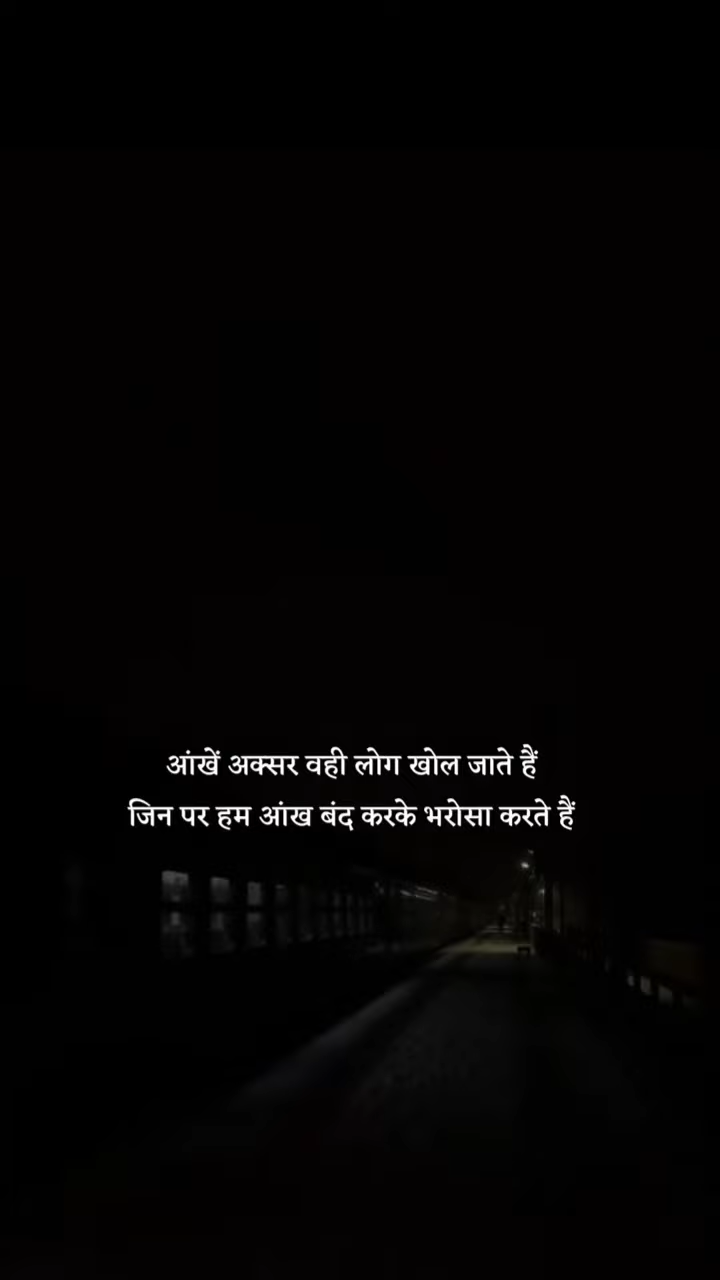 आंखें अक्सर वही लोग खोल जाते हैं
जिन पर हम आंख बंद करके भरोसा करते हैं